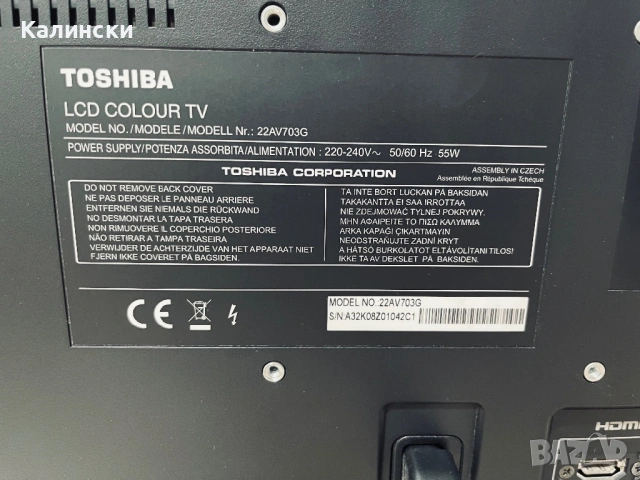 Калински
TOSHIBA
LCD COLOUR TV
MODEL NO./MODELE/MODELL Nr.: 22AV703G
POWER SUPPLY/POTENZA ASSORBITA/ALIMENTATION : 220-240V~ 50/60 Hz 55W
TOSHIBA CORPORATION
ASSEMBLY IN CZECH
Assemblée en République Tchèque
DO NOT REMOVE BACK COVER
NE PAS DEPOSER LE PANNEAU ARRIERE
ENTFERNEN SIE NIEMALS DIE RÜCKWAND
NO DESMONTAR LA TAPA TRASERA
NON RIMUOVERE IL COPERCHIO POSTERIORE
NÃO RETIRAR A TAMPA TRASEIRA
VERWIJDER DE ACHTERZIJDE VAN HET APPARAAT NIET
FJERN IKKE COVERET PÅ BAGSIDEN.
TA INTE BORT LUCKAN PÅ BAKSIDAN
TAKAKANTTA EI SAA IRROTTAA
NIE ZDEJMOWAĆ TYLNEJ POKRYWY.
ΜΗΝ ΑΦΑΙΡΕΙΤΕ ΤΟ ΠΙΣΩ ΚΑΛΥΜΜΑ
ARKA KAPAĞI ÇIKARTMAYIN
NEODSTRAŇUJTE ZADNÍ KRYT
A HÁTSÓ BURKOLATOT ELTÁVOLÍTANI TILOS!
IKKE TA AV DEKSLET PÅ BAKSIDEN.
CE
MODEL NO :22AV703G
S/N:A32K08Z01042C1
HDMI
BAZAR